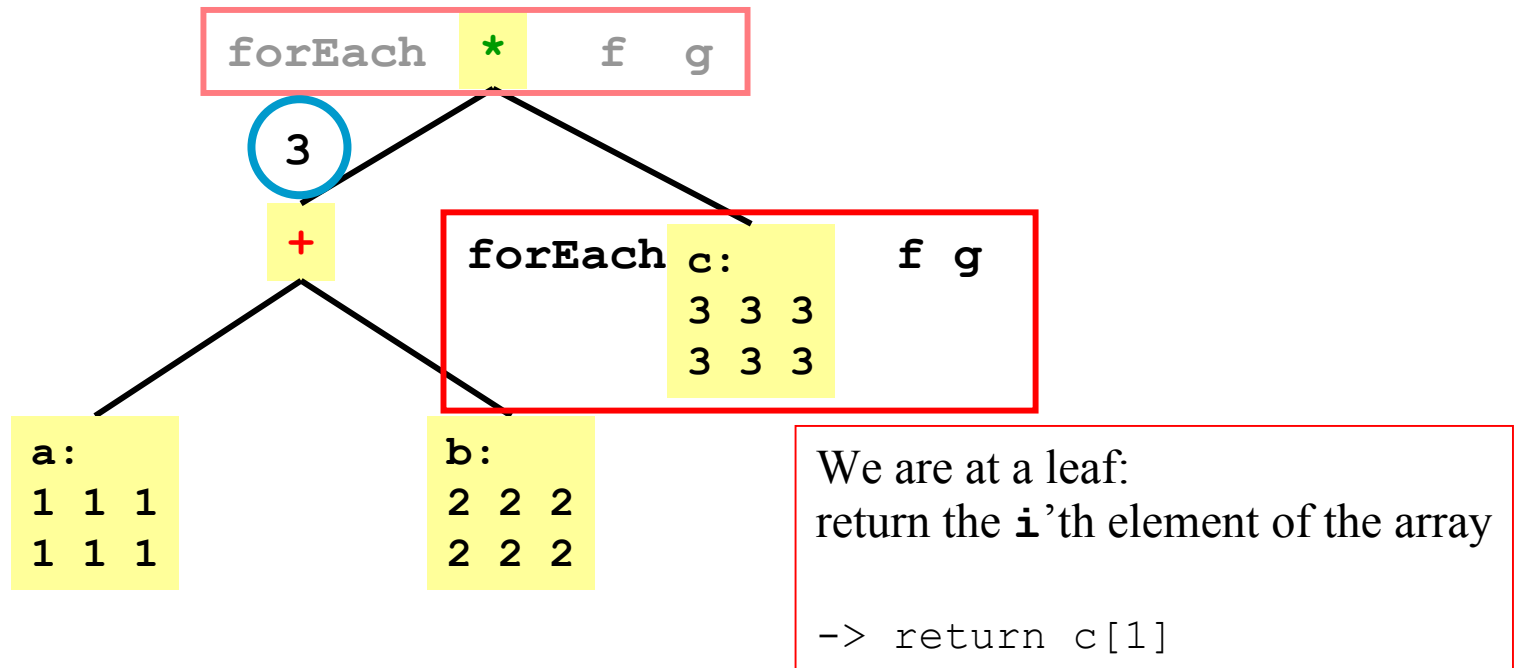 forEach * f g
3
+
forEach c: f g
3 3 3
3 3 3
a:
1 1 1
1 1 1
b:
2 2 2
2 2 2
We are at a leaf:
return the i’th element of the array
-> return c[1]